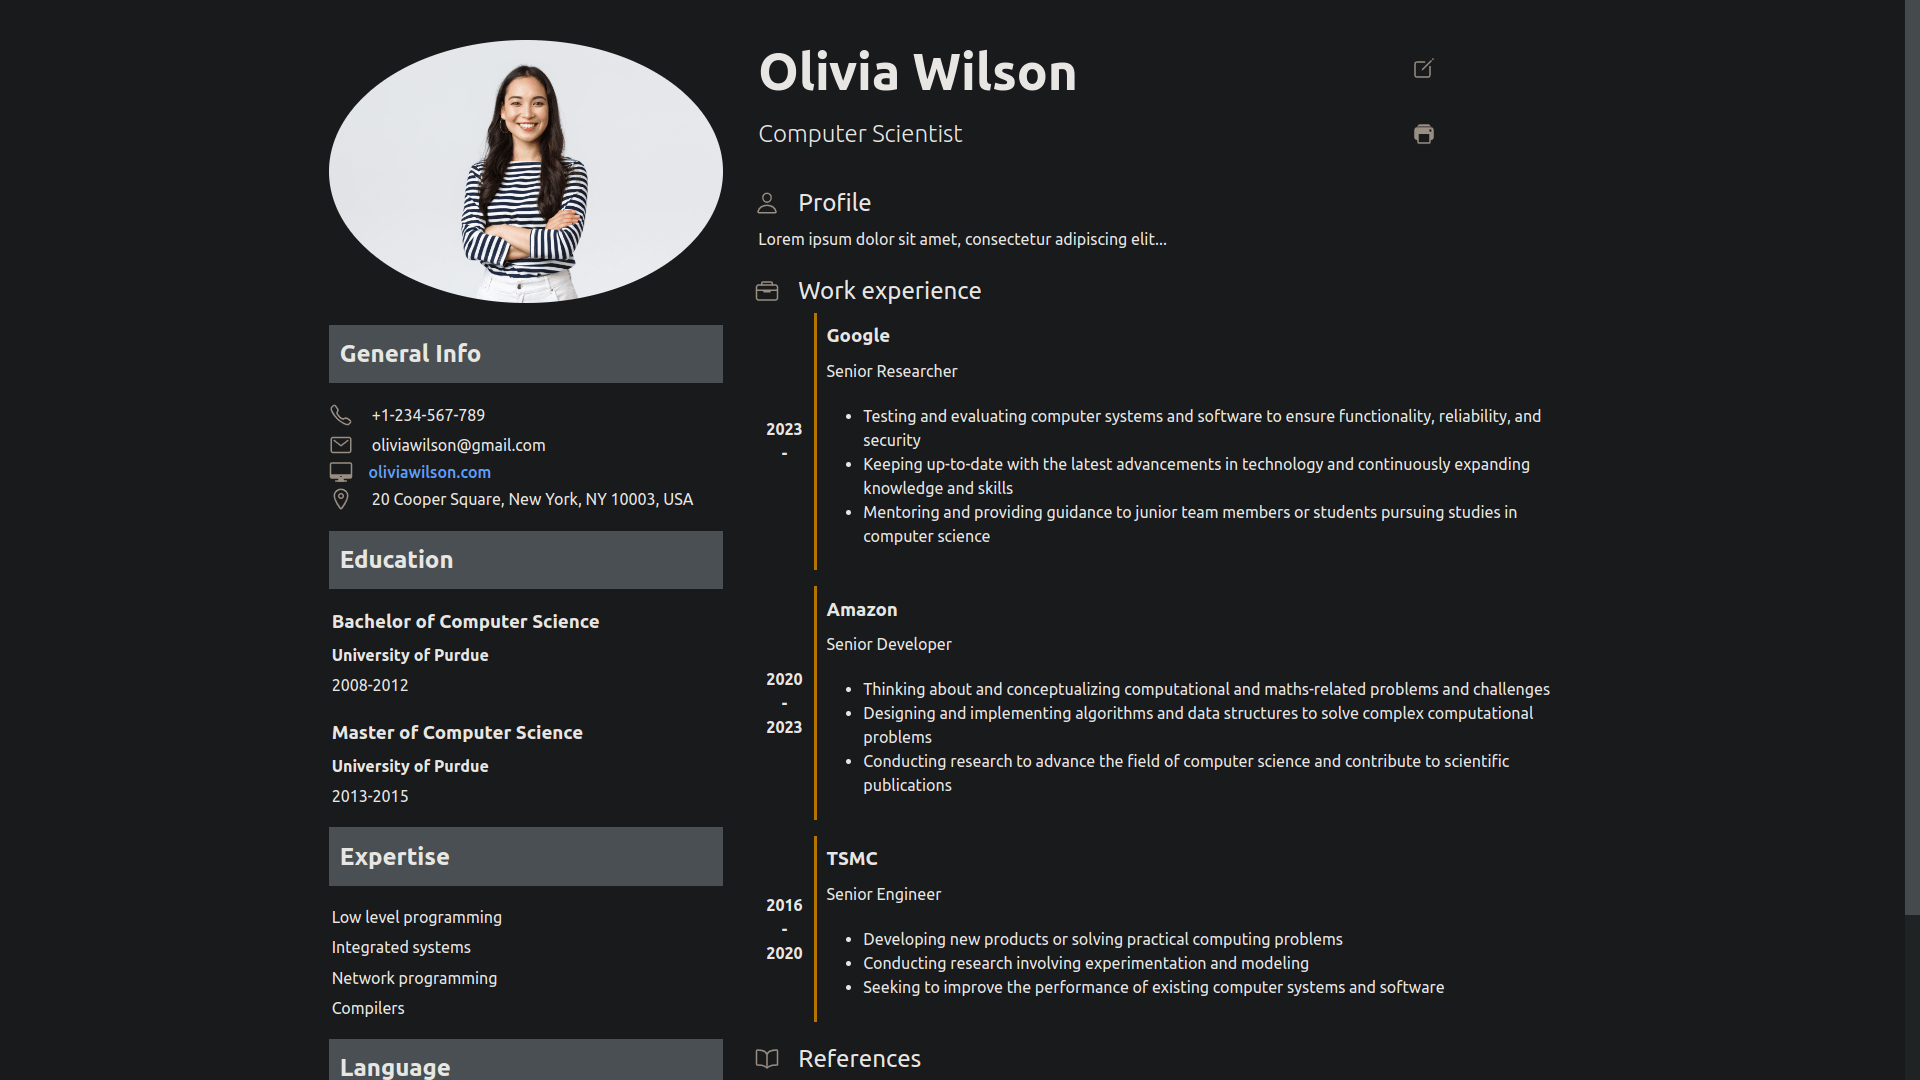 General Info
+1-234-567-789
oliviawilson@gmail.com
oliviawilson.com
20 Cooper Square, New York, NY 10003, USA
Education
Bachelor of Computer Science
University of Purdue
2008-2012
Master of Computer Science
University of Purdue
2013-2015
Expertise
Low level programming
Integrated systems
Network programming
Compilers
Language
Olivia Wilson
Computer Scientist
Profile
Lorem ipsum dolor sit amet, consectetur adipiscing elit...
Work experience
2023
-
Google
Senior Researcher
• Testing and evaluating computer systems and software to ensure functionality, reliability, and
security
• Keeping up-to-date with the latest advancements in technology and continuously expanding
knowledge and skills
• Mentoring and providing guidance to junior team members or students pursuing studies in
computer science
2020
-
2023
Amazon
Senior Developer
• Thinking about and conceptualizing computational and maths-related problems and challenges
• Designing and implementing algorithms and data structures to solve complex computational
problems
• Conducting research to advance the field of computer science and contribute to scientific
publications
2016
-
2020
TSMC
Senior Engineer
• Developing new products or solving practical computing problems
• Conducting research involving experimentation and modeling
• Seeking to improve the performance of existing computer systems and software
References